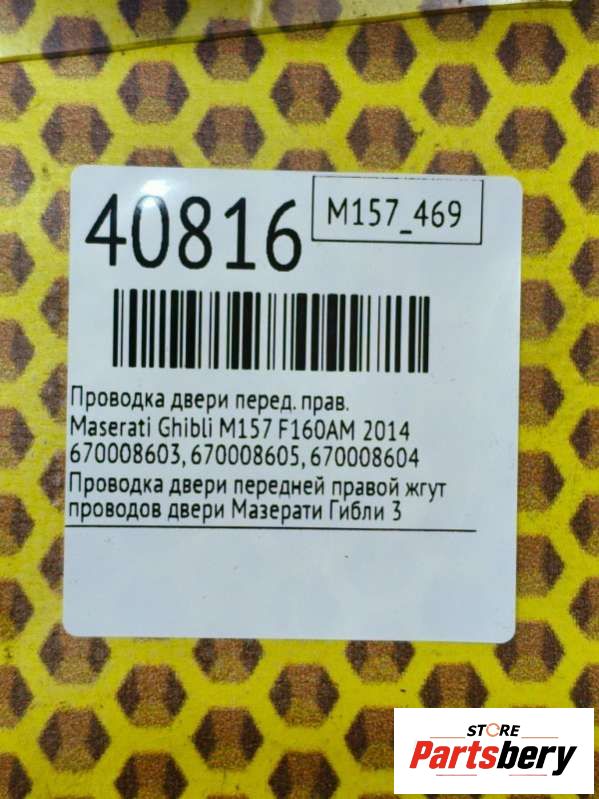 40816
M157_469
Проводка двери перед. прав.
Maserati Ghibli M157 F160AM 2014
670008603, 670008605, 670008604
Проводка двери передней правой жгут
проводов двери Мазерати Гибли 3
STORE
Partsbery